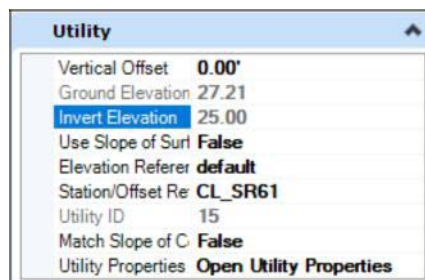 Utility
Vertical Offset 0.00'
Ground Elevation 27.21
Invert Elevation 25.00
Use Slope of Surf False
Elevation Referer default
Station/Offset Re CL_SR61
Utility ID 15
Match Slope of C False
Utility Properties Open Utility Properties